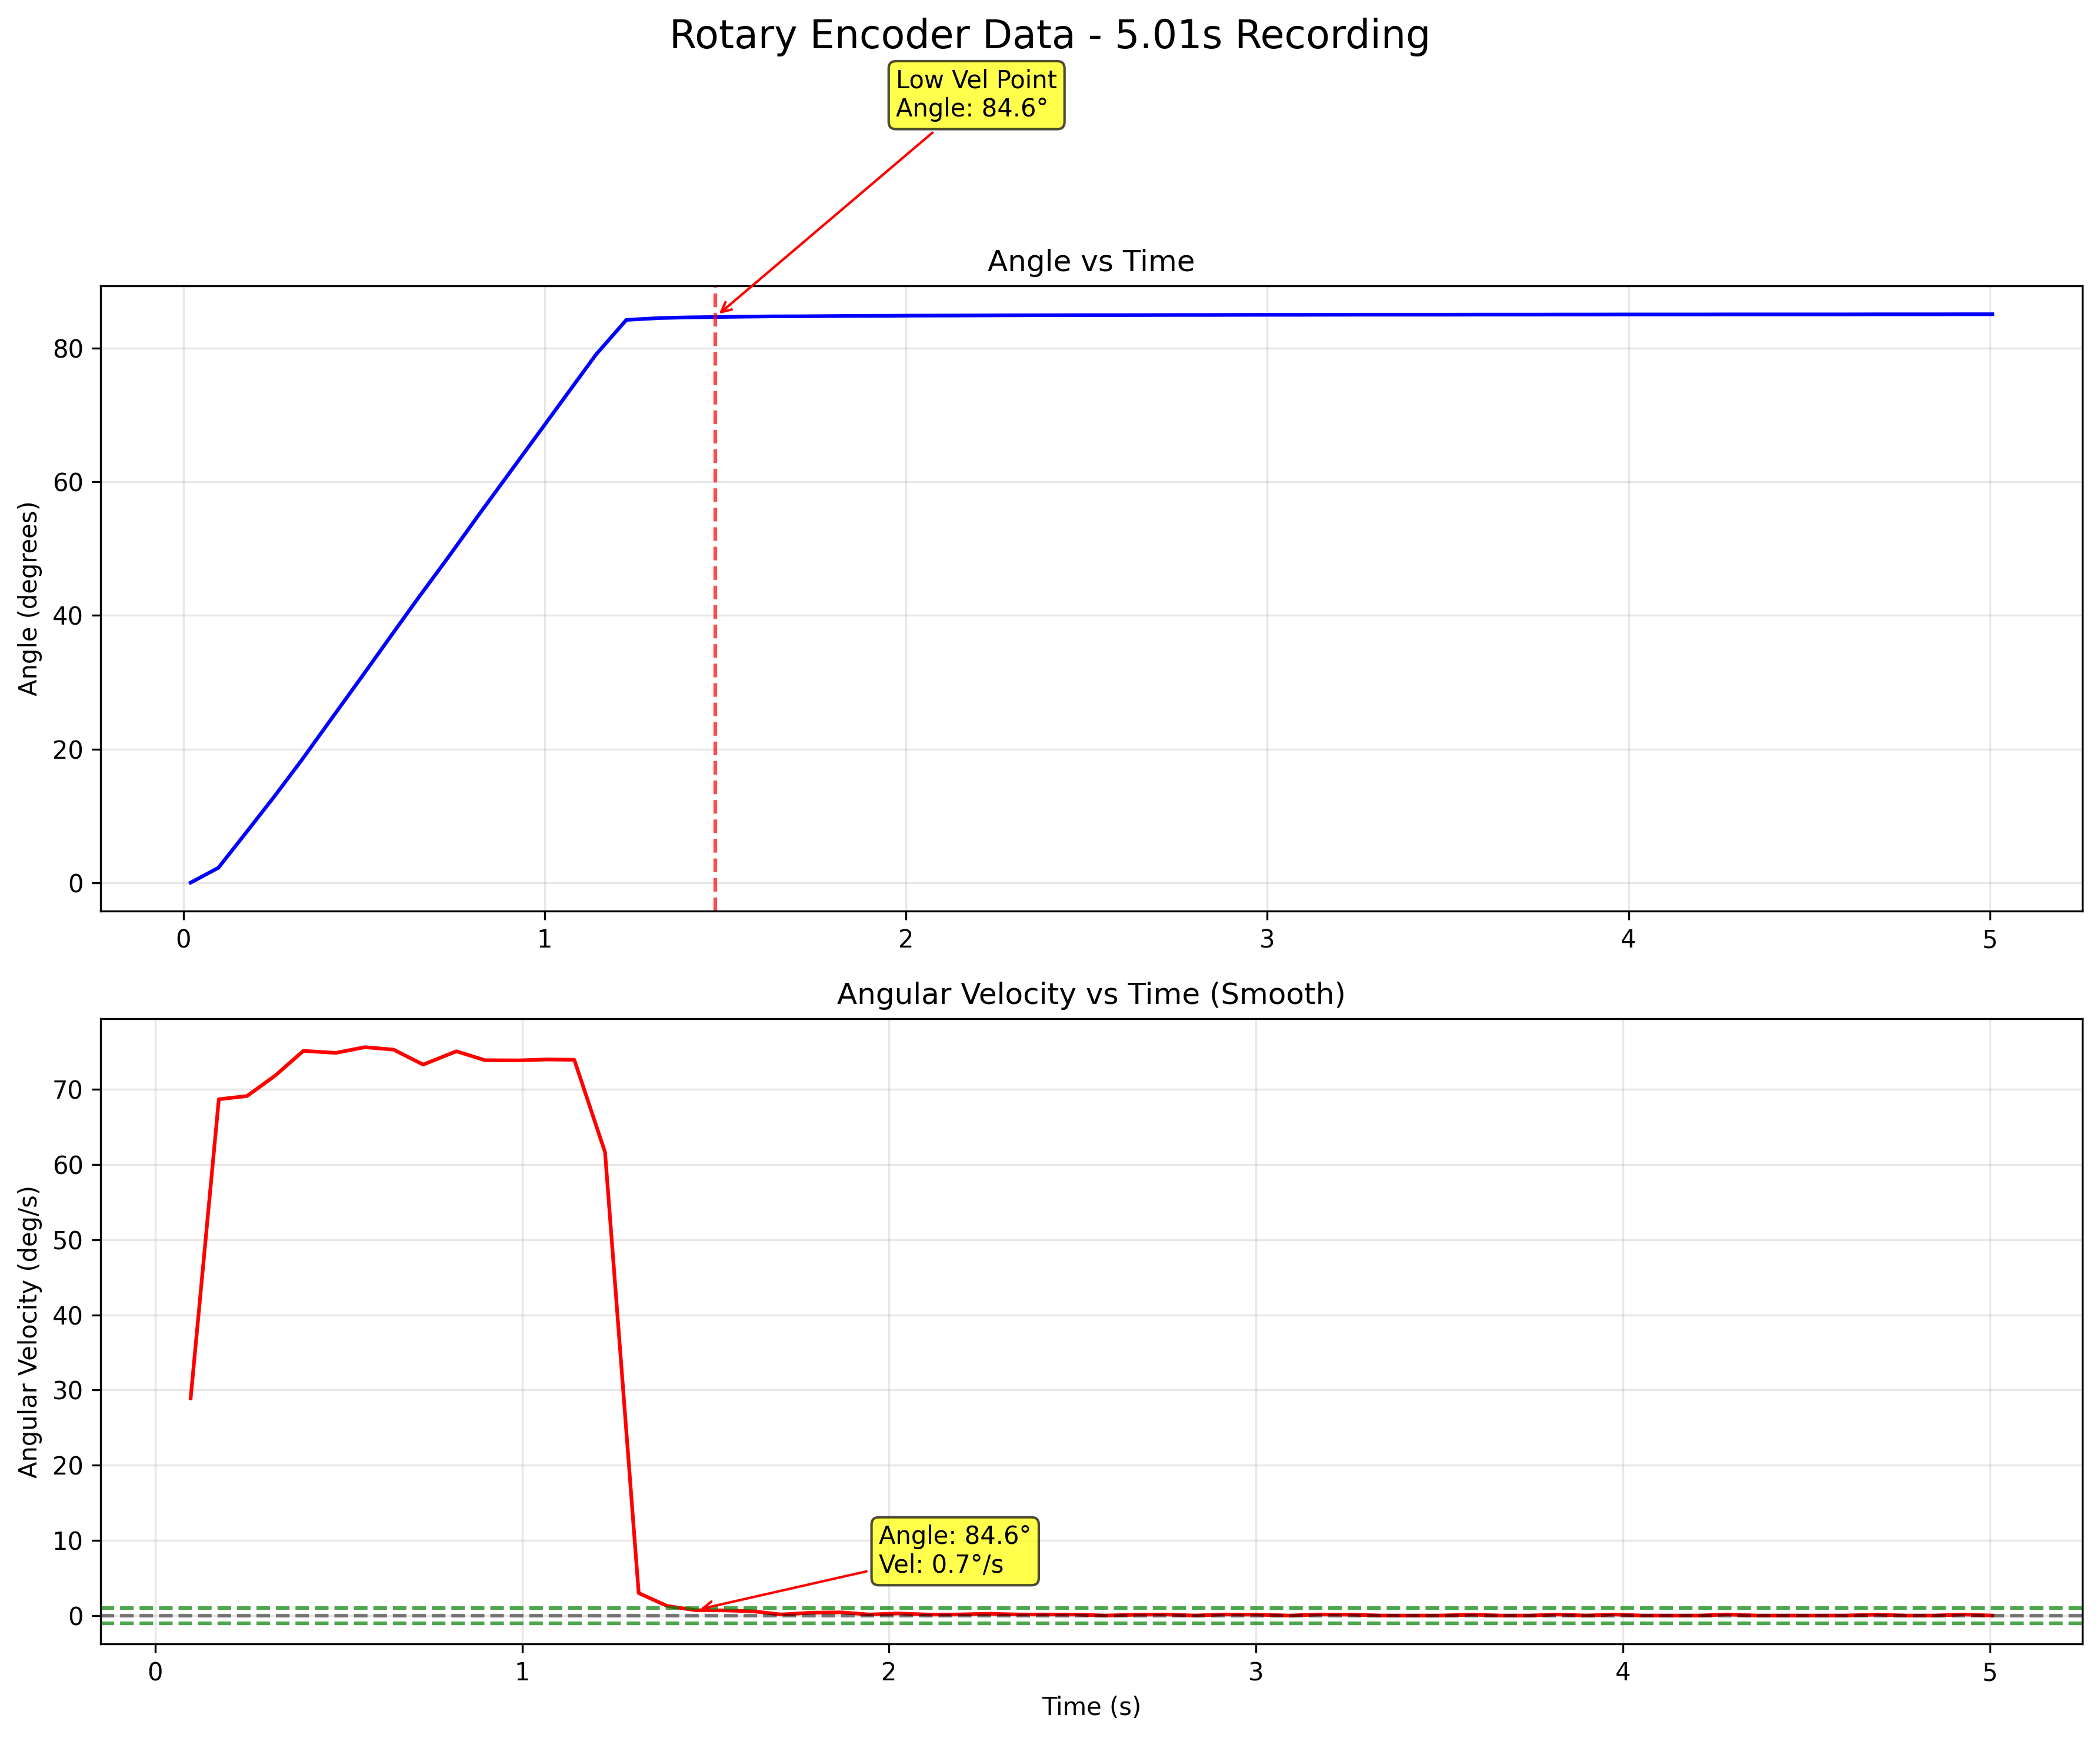 Rotary Encoder Data - 5.01s Recording
Low Vel Point
Angle: 84.6°
Angle vs Time
Angle (degrees)
80
60
40
20
0
0 1 2 3 4 5
Angular Velocity vs Time (Smooth)
Angular Velocity (deg/s)
70
60
50
40
30
20
10
0
Angle: 84.6°
Vel: 0.7°/s
0 1 2 3 4 5
Time (s)